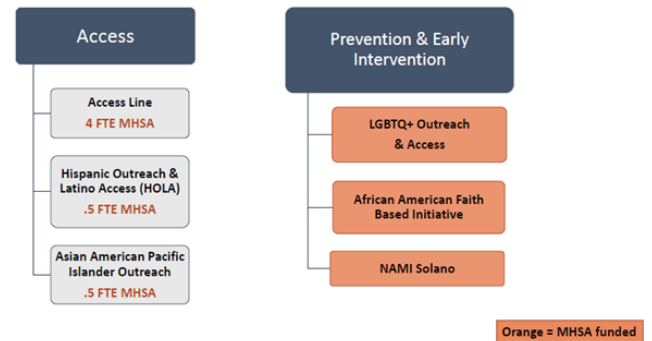 Access
Access Line
4 FTE MHSA
Hispanic Outreach &
Latino Access (HOLA)
.5 FTE MHSA
Asian American Pacific
Islander Outreach
.5 FTE MHSA
Prevention & Early
Intervention
LGBTQ+ Outreach
& Access
African American Faith
Based Initiative
NAMI Solano
Orange = MHSA funded